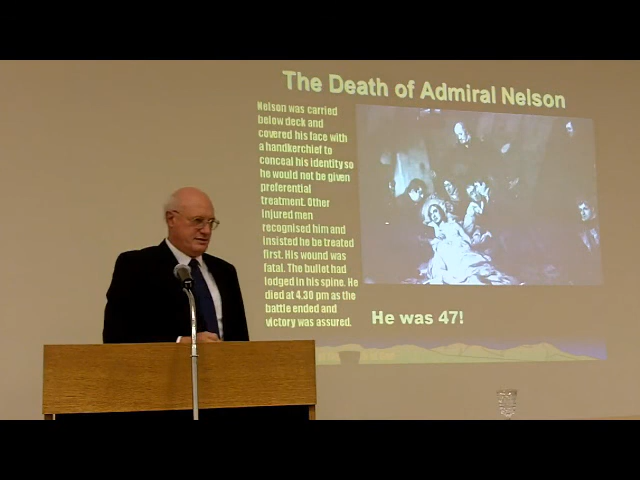 The Death of Admiral Nelson
Nelson was carried
below deck and
covered his face with
a handkerchief to
conceal his identity so
he would not be given
preferential
treatment. Other
injured men
recognised him and
insisted he be treated
first. His wound was
fatal. The bullet had
lodged in his spine. He
died at 4.30 pm as the
battle ended and
victory was assured.
He was 47!